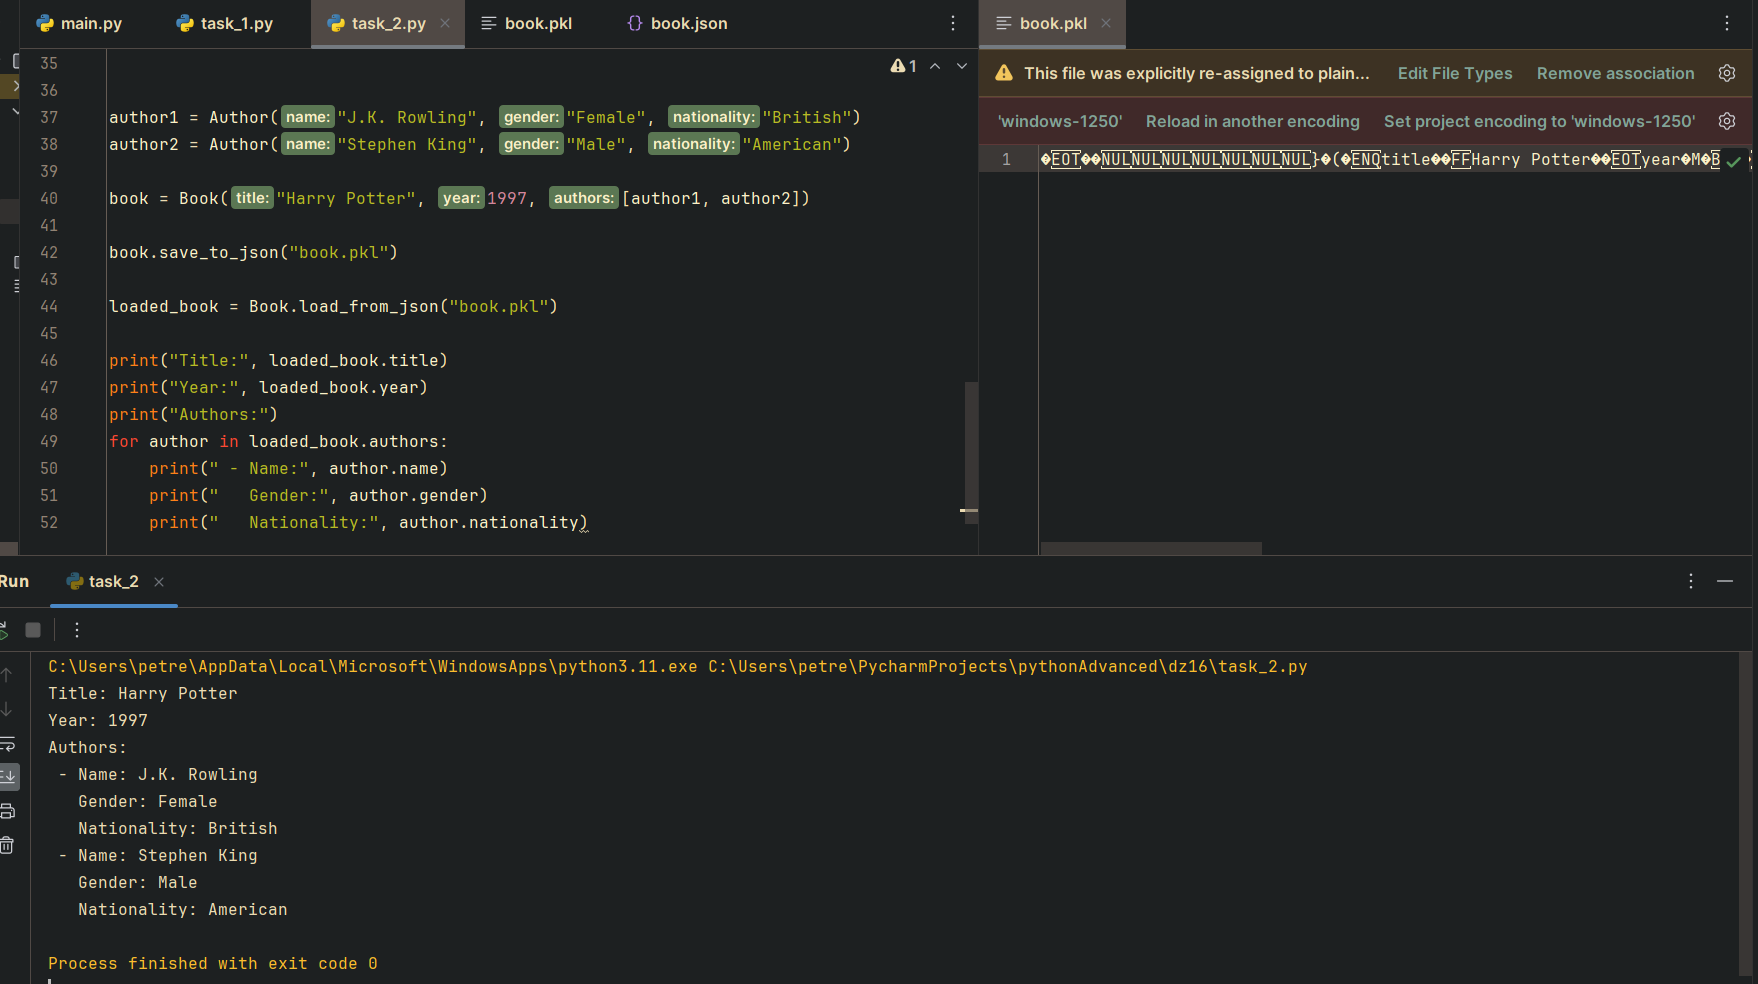 main.py task_1.py task_2.py book.pkl book.json book.pkl
35
36
37 author1 = Author(name: "J.K. Rowling", gender: "Female", nationality: "British")
38 author2 = Author(name: "Stephen King", gender: "Male", nationality: "American")
39
40 book = Book(title: "Harry Potter", year: 1997, authors: [author1, author2])
41
42 book.save_to_json("book.pkl")
43
44 loaded_book = Book.load_from_json("book.pkl")
45
46 print("Title:", loaded_book.title)
47 print("Year:", loaded_book.year)
48 print("Authors:")
49 for author in loaded_book.authors:
50     print(" - Name:", author.name)
51     print("   Gender:", author.gender)
52     print("   Nationality:", author.nationality)
1
This file was explicitly re-assigned to plain... Edit File Types Remove association
'windows-1250' Reload in another encoding Set project encoding to 'windows-1250'
1 �EOT��NULNULNULNULNULNULNUL}�(�ENQtitle��FFHarry Potter��EOTyear�M�
Run task_2
C:\Users\petre\AppData\Local\Microsoft\WindowsApps\python3.11.exe C:\Users\petre\PycharmProjects\pythonAdvanced\dz16\task_2.py
Title: Harry Potter
Year: 1997
Authors:
 - Name: J.K. Rowling
   Gender: Female
   Nationality: British
 - Name: Stephen King
   Gender: Male
   Nationality: American
Process finished with exit code 0